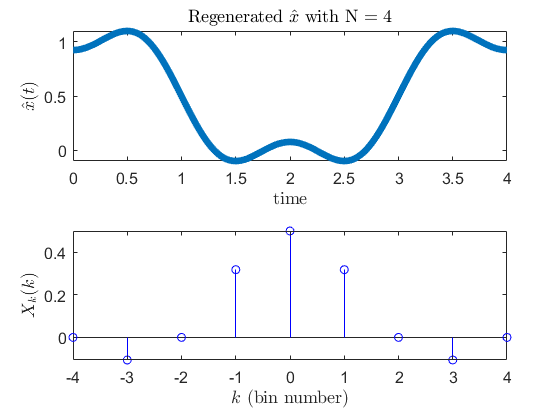 Regenerated x̂ with N = 4
x̂(t)
1
0.5
0
0 0.5 1 1.5 2 2.5 3 3.5 4
time
X_k(k)
0.4
0.2
0
-4 -3 -2 -1 0 1 2 3 4
k (bin number)